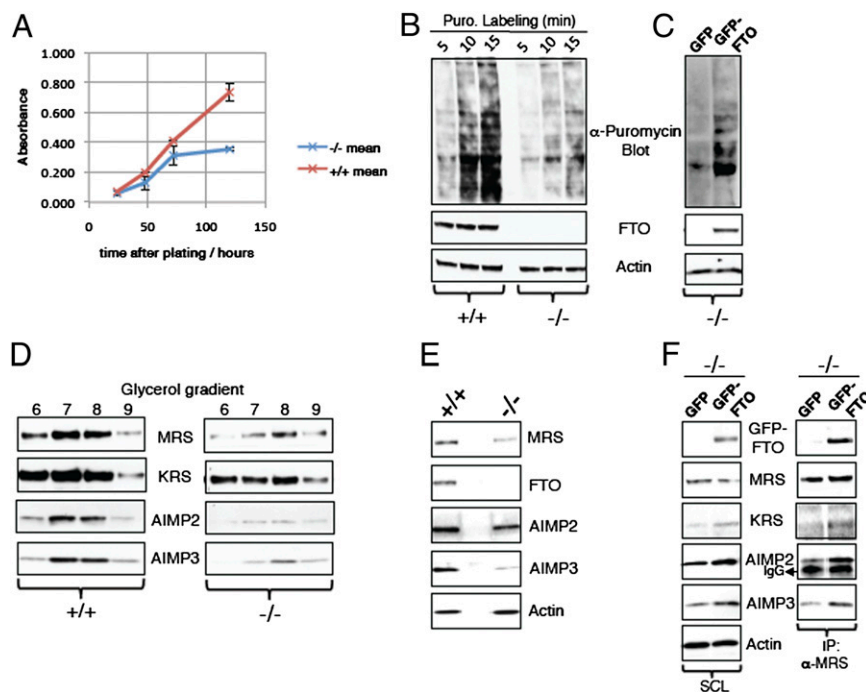 A
1.000
0.800
0.600
0.400
0.200
0.000
Absorbance
0 50 100 150
time after plating / hours
-/- mean
+/+ mean
B
Puro. Labeling (min)
5 10 15 5 10 15
α-Puromycin
Blot
FTO
Actin
+/+ -/-
C
GFP GFP-
FTO
-/-
D
Glycerol gradient
6 7 8 9 6 7 8 9
MRS
KRS
AIMP2
AIMP3
+/+ -/-
E
+/+ -/-
MRS
FTO
AIMP2
AIMP3
Actin
F
-/- -/-
GFP GFP-
FTO
GFP GFP-
FTO
GFP-
FTO
MRS
KRS
AIMP2
IgG
AIMP3
Actin
SCL
IP:
α-MRS